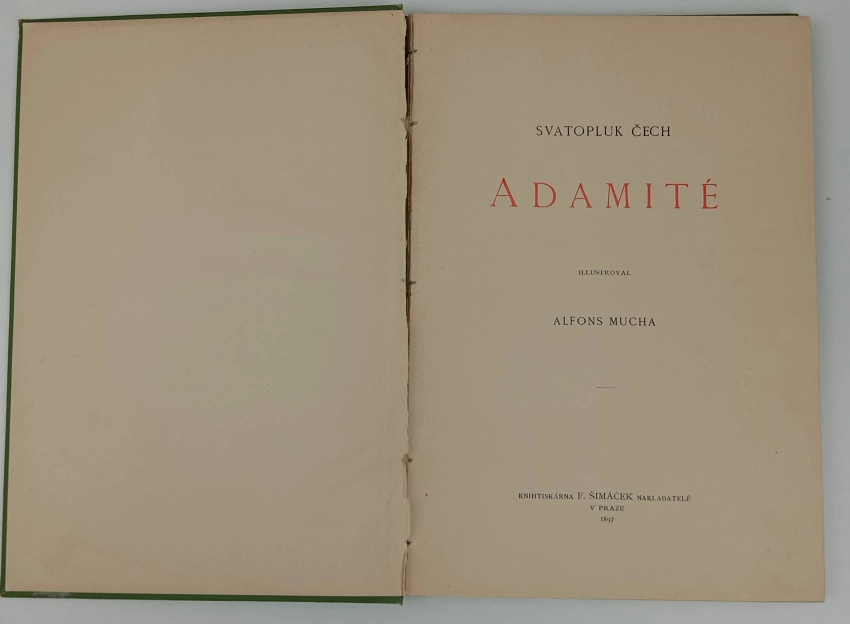 SVATOPLUK ČECH
ADAMITÉ
ILLUSTROVAL
ALFONS MUCHA
KNIHTISKÁRNA F. ŠIMÁČEK NAKLADATELÉ
V PRAZE
1897